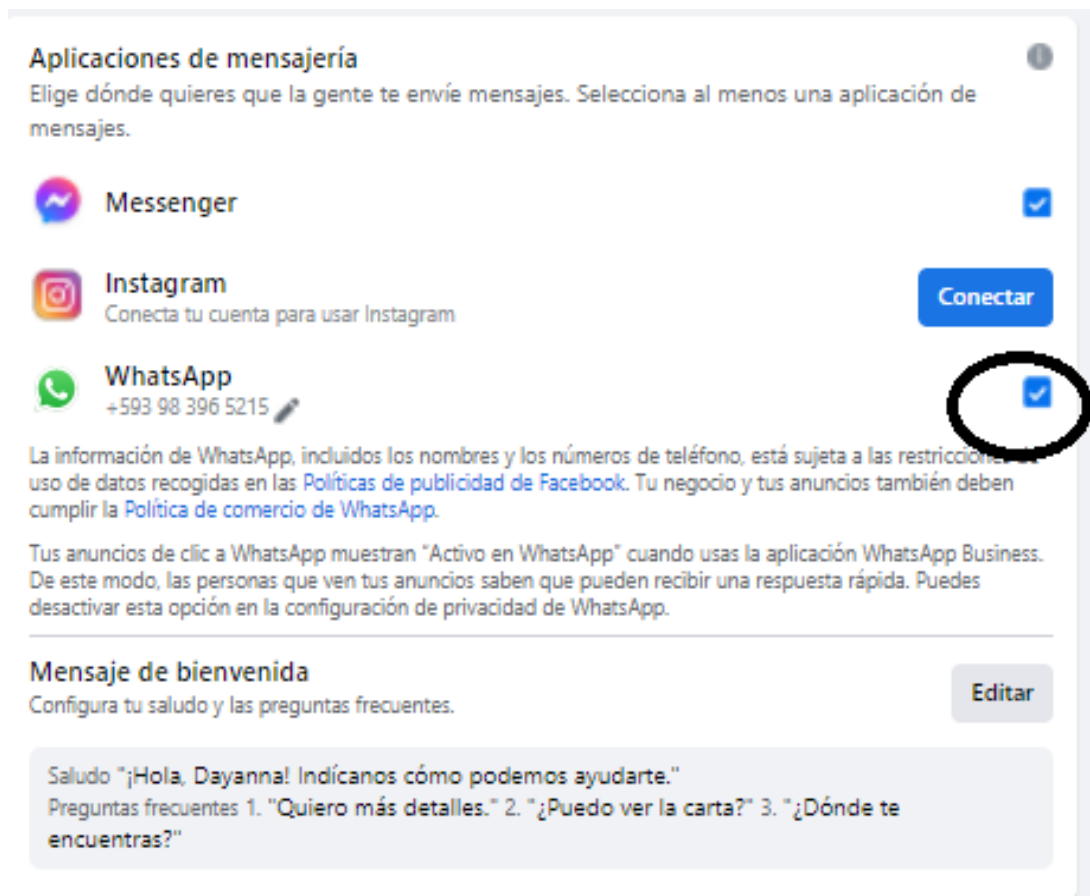 Aplicaciones de mensajería
Elige dónde quieres que la gente te envíe mensajes. Selecciona al menos una aplicación de
mensajes.
Messenger
Instagram
Conecta tu cuenta para usar Instagram
Conectar
WhatsApp
+593 98 396 5215
La información de WhatsApp, incluidos los nombres y los números de teléfono, está sujeta a las restricciones de
uso de datos recogidas en las Políticas de publicidad de Facebook. Tu negocio y tus anuncios también deben
cumplir la Política de comercio de WhatsApp.
Tus anuncios de clic a WhatsApp muestran "Activo en WhatsApp" cuando usas la aplicación WhatsApp Business.
De este modo, las personas que ven tus anuncios saben que pueden recibir una respuesta rápida. Puedes
desactivar esta opción en la configuración de privacidad de WhatsApp.
Mensaje de bienvenida
Configura tu saludo y las preguntas frecuentes.
Editar
Saludo "¡Hola, Dayanna! Indícanos cómo podemos ayudarte."
Preguntas frecuentes 1. "Quiero más detalles." 2. "¿Puedo ver la carta?" 3. "¿Dónde te
encuentras?"